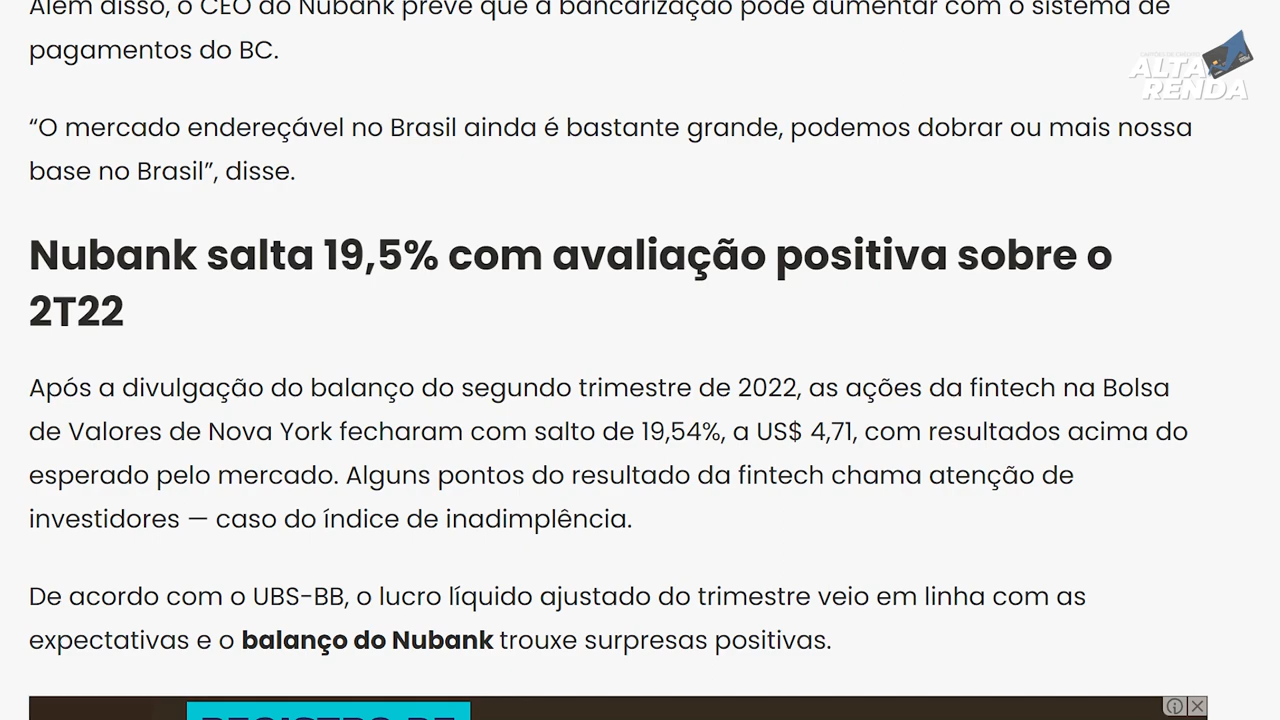 Além disso, o CEO do Nubank prevê que a bancarização pode aumentar com o sistema de
pagamentos do BC.
ALTA
RENDA
“O mercado endereçável no Brasil ainda é bastante grande, podemos dobrar ou mais nossa
base no Brasil”, disse.
Nubank salta 19,5% com avaliação positiva sobre o
2T22
Após a divulgação do balanço do segundo trimestre de 2022, as ações da fintech na Bolsa
de Valores de Nova York fecharam com salto de 19,54%, a US$ 4,71, com resultados acima do
esperado pelo mercado. Alguns pontos do resultado da fintech chama atenção de
investidores — caso do índice de inadimplência.
De acordo com o UBS-BB, o lucro líquido ajustado do trimestre veio em linha com as
expectativas e o balanço do Nubank trouxe surpresas positivas.
REGISTRO DE